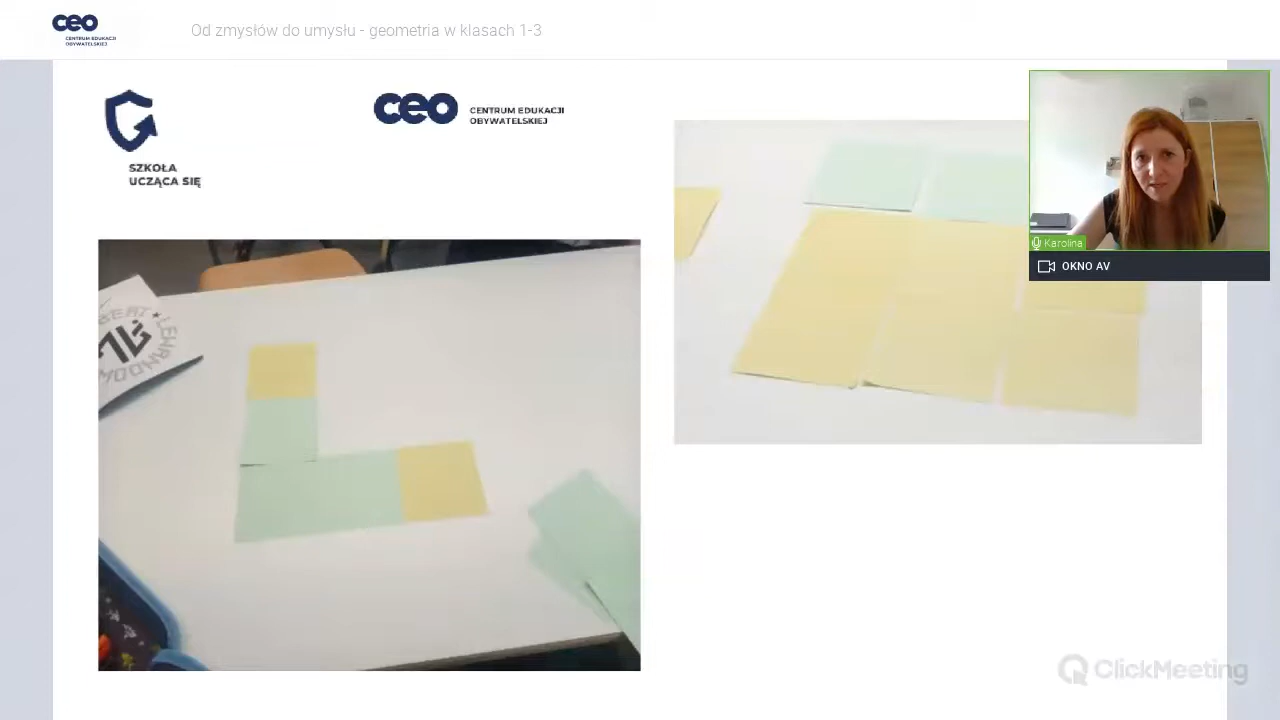 ceo
CENTRUM EDUKACJI
OBYWATELSKIEJ
Od zmysłów do umysłu - geometria w klasach 1-3
SZKOŁA
UCZĄCA SIĘ
ceo
CENTRUM EDUKACJI
OBYWATELSKIEJ
Karolina
OKNO AV
ClickMeeting